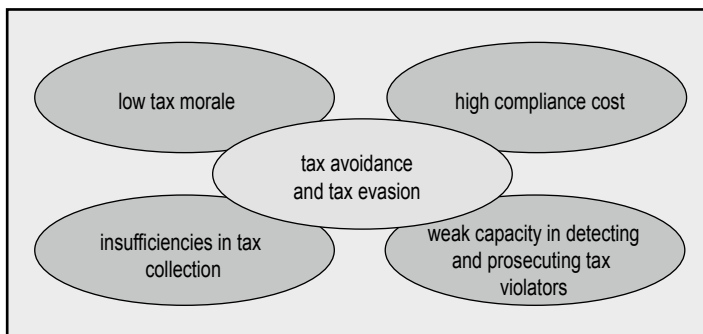 low tax morale
high compliance cost
tax avoidance
and tax evasion
insufficiencies in tax
collection
weak capacity in detecting
and prosecuting tax
violators